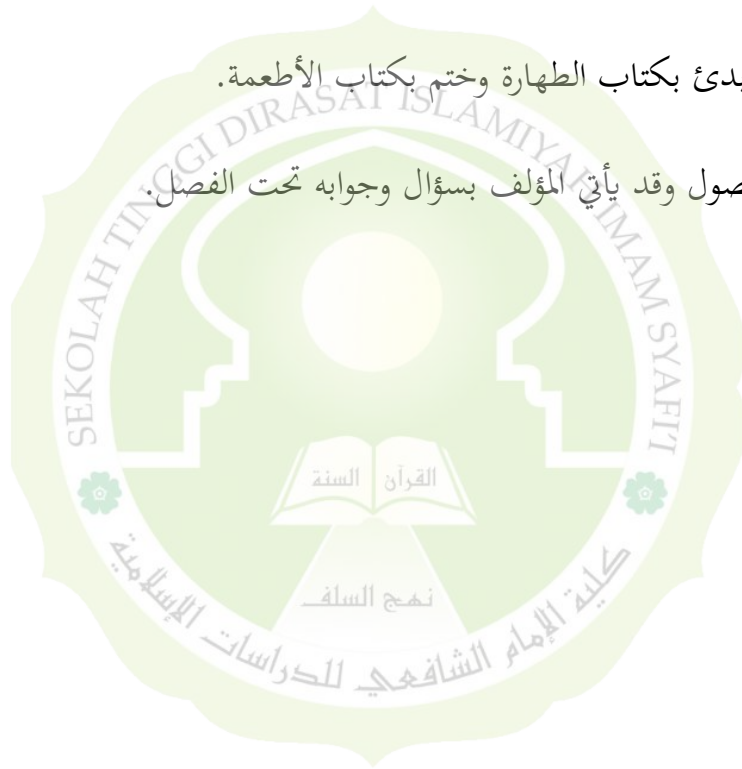 بدئ بكتاب الطهارة وختم بكتاب الأطعمة.
صول وقد يأتي المؤلف بسؤال وجوابه تحت الفصل.
SEKOLAH TINGGI DIRASAT ISLAMIYAH IMAM SYAFI'I
القرآن السنة
نهج السلف
كلية الإمام الشافعي للدراسات الإسلامية